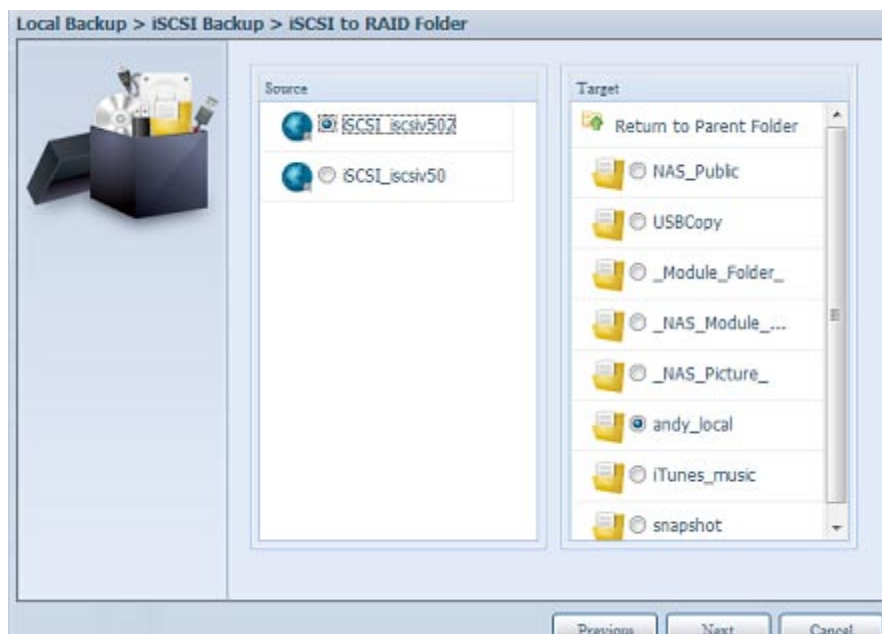 Local Backup > iSCSI Backup > iSCSI to RAID Folder
Source
iSCSI_iscsiv502
iSCSI_iscsiv50
Target
Return to Parent Folder
NAS_Public
USBCopy
_Module_Folder_
_NAS_Module_...
_NAS_Picture_
andy_local
iTunes_music
snapshot
Previous
Next
Cancel